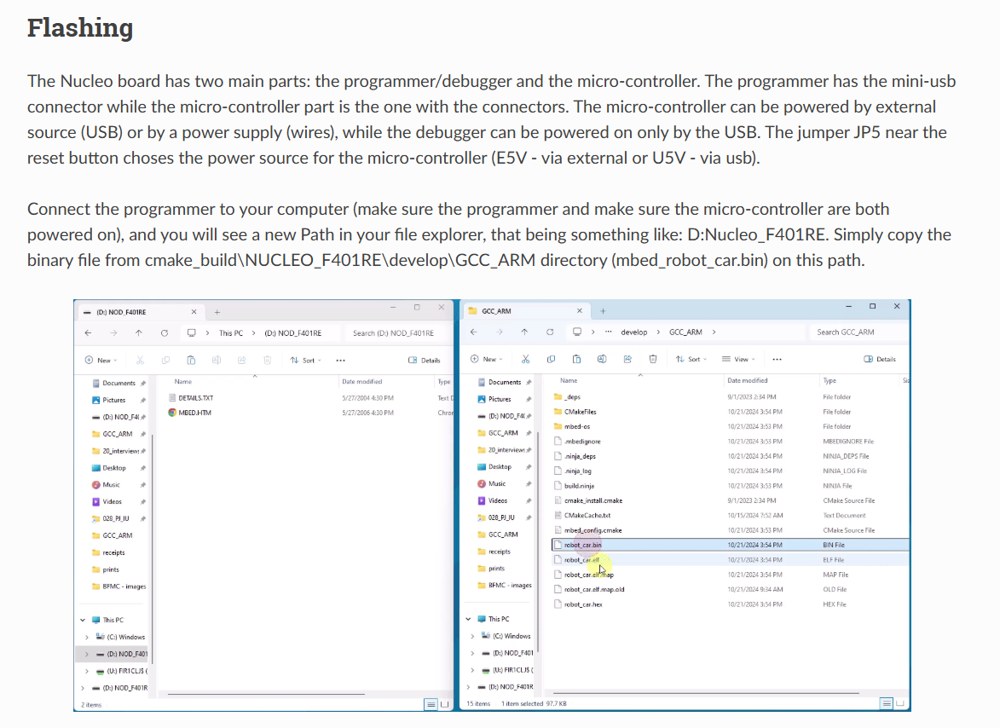 Flashing
The Nucleo board has two main parts: the programmer/debugger and the micro-controller. The programmer has the mini-usb
connector while the micro-controller part is the one with the connectors. The micro-controller can be powered by external
source (USB) or by a power supply (wires), while the debugger can be powered on only by the USB. The jumper JP5 near the
reset button choses the power source for the micro-controller (E5V - via external or U5V - via usb).
Connect the programmer to your computer (make sure the programmer and make sure the micro-controller are both
powered on), and you will see a new Path in your file explorer, that being something like: D:Nucleo_F401RE. Simply copy the
binary file from cmake_build\NUCLEO_F401RE\develop\GCC_ARM directory (mbed_robot_car.bin) on this path.
(D:) NOD_F401RE
This PC > (D:) NOD_F401RE > Search (D:) NOD_F401RE
New Sort Details
Name Date modified Type
DETAILS.TXT 5/27/2004 4:30 PM Text D
MBED.HTM 5/27/2006 4:30 PM Chror
Documents
Pictures
(D:) NOD_F4(
GCC_ARM
20_interviews
Desktop
Music
Videos
028_PJ_IU
GCC_ARM
receipts
prints
BFMC - images
This PC
(C:) Windows
(D:) NOD_F401
(U:) FIR1CLJ$ (
(D:) NOD_F401R
2 items
GCC_ARM
develop > GCC_ARM > Search GCC_ARM
New Sort View Details
Documents
Pictures
(D:) NOD_F4(
GCC_ARM
20_interviews
Desktop
Music
Videos
028_PJ_IU
GCC_ARM
receipts
prints
BFMC - images
This PC
(C:) Windows
(D:) NOD_F401
(U:) FIR1CLJ$ (
(D:) NOD_F401R
Name Date modified Type Siz
_deps 9/1/2023 2:34 PM File folder
CMakeFiles 10/21/2024 3:54 PM File folder
mbed-os 10/21/2024 3:53 PM File folder
.mbedignore 10/21/2024 3:53 PM MBEDIGNORE File
.ninja_deps 10/21/2024 3:54 PM NINJA_DEPS File
.ninja_log 10/21/2024 3:54 PM NINJA_LOG File
build.ninja 10/21/2024 3:53 PM NINJA File
cmake_install.cmake 9/1/2023 2:34 PM CMake Source File
CMakeCache.txt 10/15/2024 7:52 AM Text Document
mbed_config.cmake 10/21/2024 3:53 PM CMake Source File
robot_car.bin 10/21/2024 3:54 PM BIN File
robot_car.elf 10/21/2024 3:54 PM ELF File
robot_car.elf.map 10/21/2024 3:54 PM MAP File
robot_car.elf.map.old 10/21/2024 9:34 AM OLD File
robot_car.hex 10/21/2024 3:54 PM HEX File
15 items 1 item selected 97.7 KB